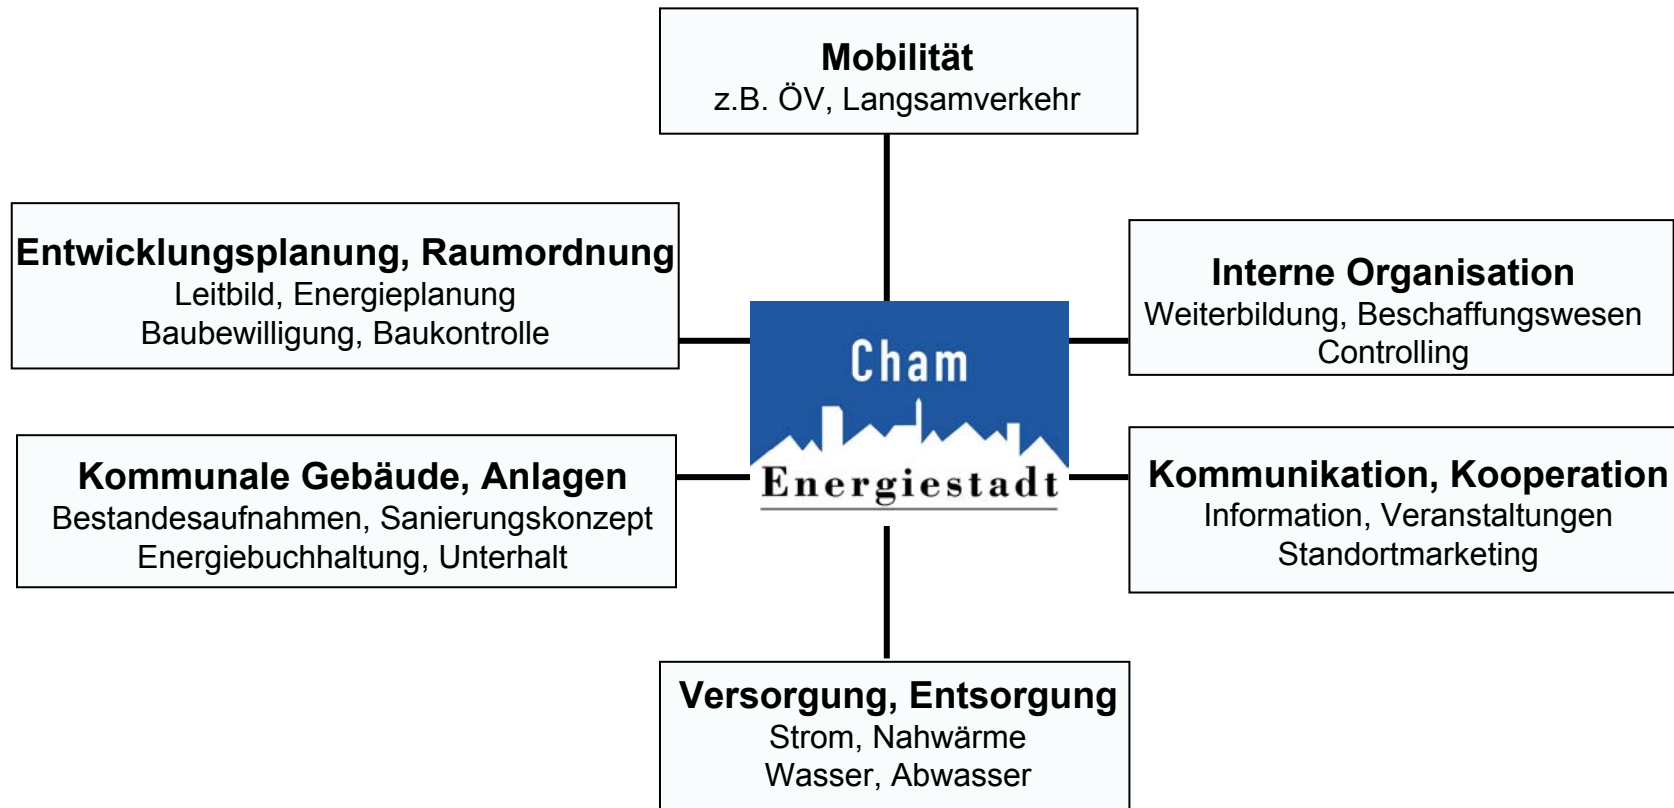 Mobilität
z.B. ÖV, Langsamverkehr
Entwicklungsplanung, Raumordnung
Leitbild, Energieplanung
Baubewilligung, Baukontrolle
Interne Organisation
Weiterbildung, Beschaffungswesen
Controlling
Cham
Energiestadt
Kommunale Gebäude, Anlagen
Bestandesaufnahmen, Sanierungskonzept
Energiebuchhaltung, Unterhalt
Kommunikation, Kooperation
Information, Veranstaltungen
Standortmarketing
Versorgung, Entsorgung
Strom, Nahwärme
Wasser, Abwasser